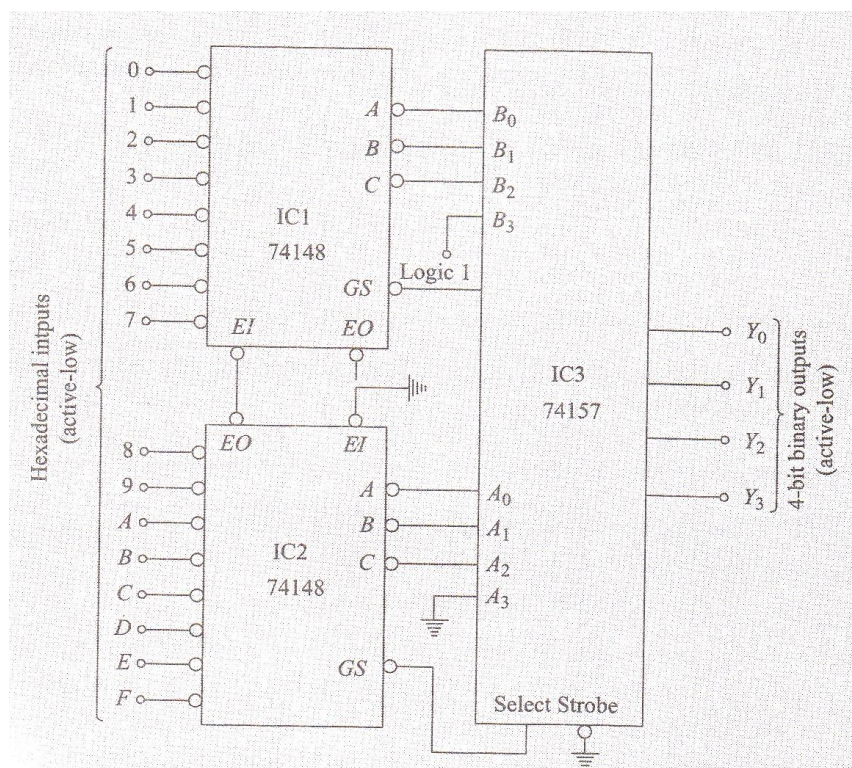 Hexadecimal intputs
(active-low)
0
1
2
3
4
5
6
7
IC1
74148
A
B
C
GS
EI
EO
8
9
A
B
C
D
E
F
EO
EI
IC2
74148
A
B
C
GS
B0
B1
B2
B3
Logic 1
IC3
74157
A0
A1
A2
A3
Select Strobe
Y0
Y1
Y2
Y3
4-bit binary outputs
(active-low)